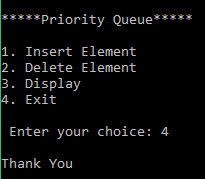 *****Priority Queue*****
1. Insert Element
2. Delete Element
3. Display
4. Exit
Enter your choice: 4
Thank You